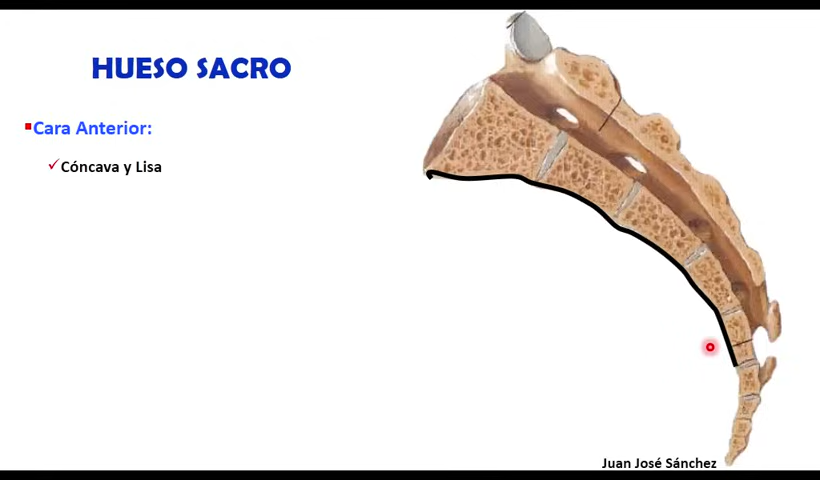 HUESO SACRO
Cara Anterior:
Cóncava y Lisa
Juan José Sánchez